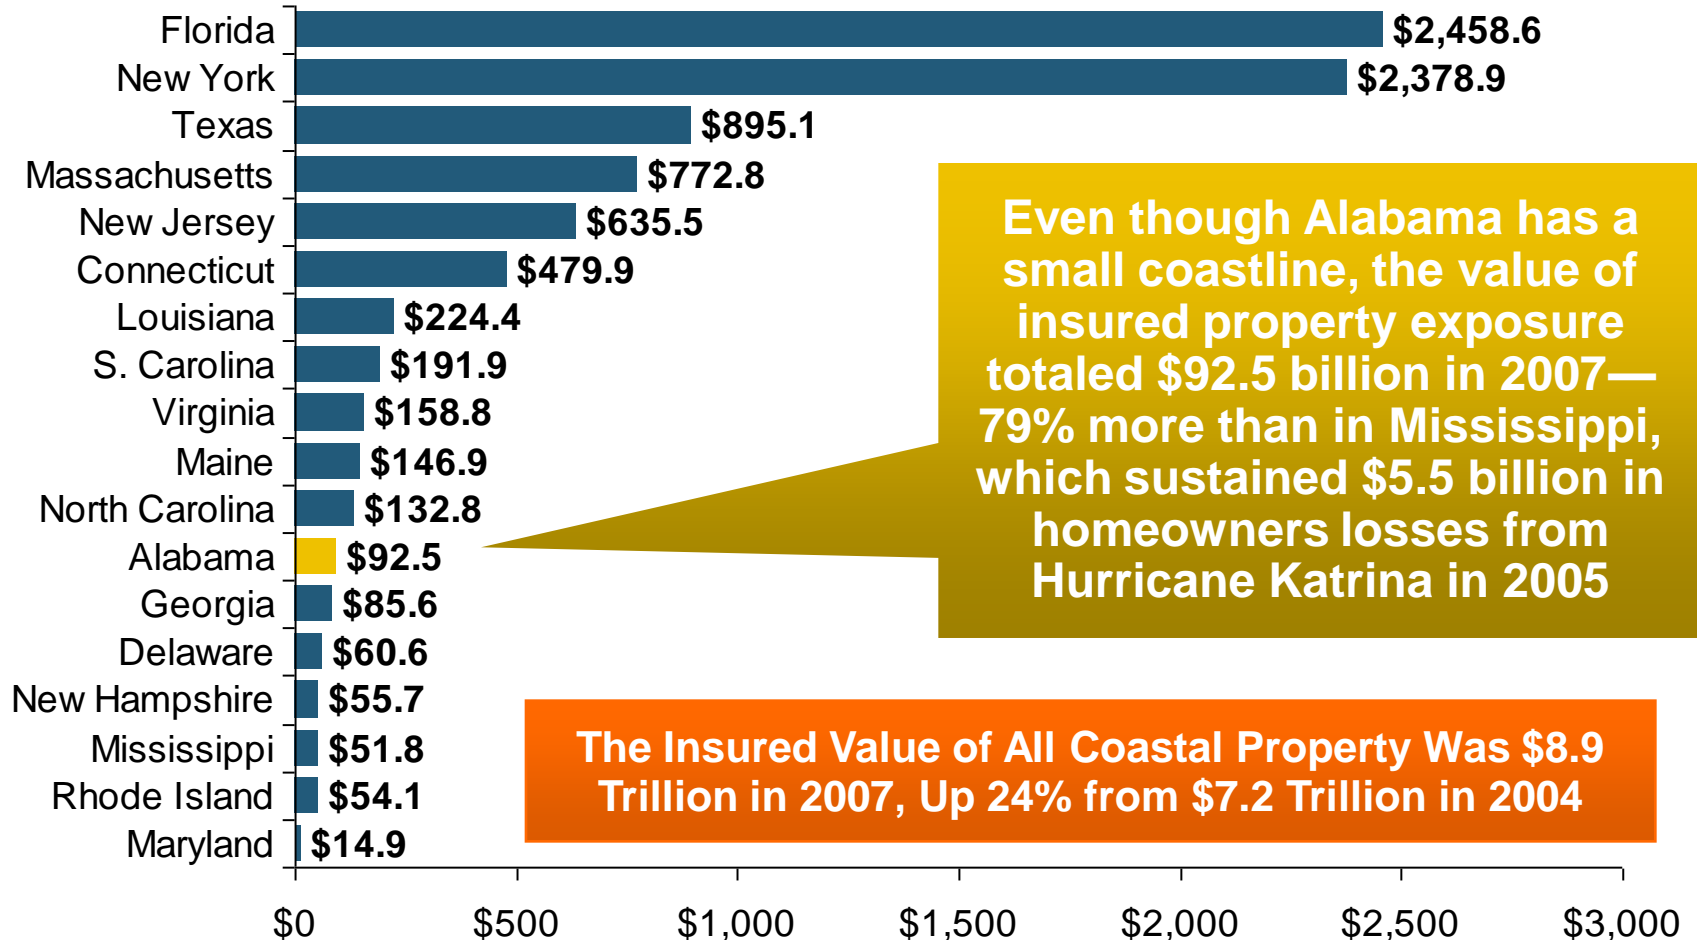 Florida $2,458.6
New York $2,378.9
Texas $895.1
Massachusetts $772.8
New Jersey $635.5
Connecticut $479.9
Louisiana $224.4
S. Carolina $191.9
Virginia $158.8
Maine $146.9
North Carolina $132.8
Alabama $92.5
Georgia $85.6
Delaware $60.6
New Hampshire $55.7
Mississippi $51.8
Rhode Island $54.1
Maryland $14.9
$0 $500 $1,000 $1,500 $2,000 $2,500 $3,000
Even though Alabama has a
small coastline, the value of
insured property exposure
totaled $92.5 billion in 2007—
79% more than in Mississippi,
which sustained $5.5 billion in
homeowners losses from
Hurricane Katrina in 2005
The Insured Value of All Coastal Property Was $8.9
Trillion in 2007, Up 24% from $7.2 Trillion in 2004